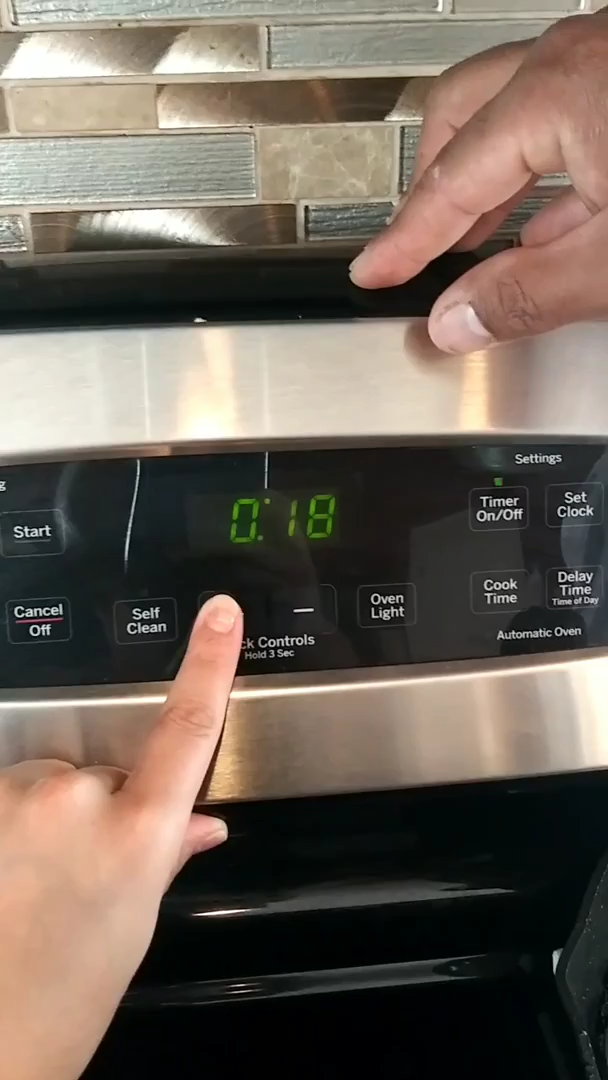 Settings
g
Start
0:18
Timer
On/Off
Set
Clock
Cancel
Off
Self
Clean
—
Oven
Light
Cook
Time
Delay
Time
Time of Day
ck Controls
Hold 3 Sec
Automatic Oven